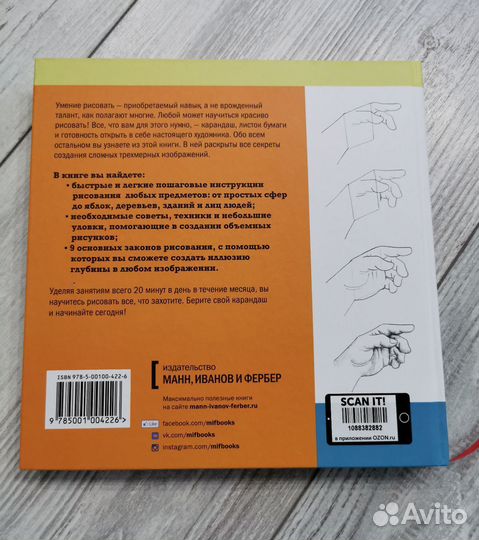 Умение рисовать — приобретаемый навык, а не врожденный
талант, как полагают многие. Любой может научиться красиво
рисовать! Все, что вам для этого нужно, — карандаш, листок бумаги
и готовность открыть в себе настоящего художника. Обо всем
остальном вы узнаете из этой книги. В ней раскрыты все секреты
создания сложных трехмерных изображений.
В книге вы найдете:
• быстрые и легкие пошаговые инструкции
рисования любых предметов: от простых сфер
до яблок, деревьев, зданий и лиц людей;
• необходимые советы, техники и небольшие
уловки, помогающие в создании объемных
рисунков;
• 9 основных законов рисования, с помощью
которых вы сможете создать иллюзию
глубины в любом изображении.
Уделяя занятиям всего 20 минут в день в течение месяца, вы
научитесь рисовать все, что захотите. Берите свой карандаш
и начинайте сегодня!
ISBN 978-5-00100-422-6
9 785001 004226 >
издательство
МАНН, ИВАНОВ И ФЕРБЕР
Максимально полезные книги
на сайте mann-ivanov-ferber.ru
Like
facebook.com/mifbooks
vk.com/mifbooks
instagram.com/mifbooks
SCAN IT!
1088382882
в приложении OZON.ru
Avito